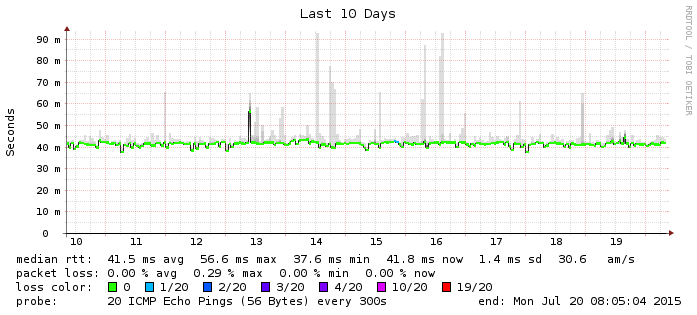 Last 10 Days
RRDTOOL / TOBI OETIKER
Seconds
90 m
80 m
70 m
60 m
50 m
40 m
30 m
20 m
10 m
0
10 11 12 13 14 15 16 17 18 19
median rtt: 41.5 ms avg 56.6 ms max 37.6 ms min 41.8 ms now 1.4 ms sd 30.6 am/s
packet loss: 0.00 % avg 0.29 % max 0.00 % min 0.00 % now
loss color: 0 1/20 2/20 3/20 4/20 10/20 19/20
probe: 20 ICMP Echo Pings (56 Bytes) every 300s end: Mon Jul 20 08:05:04 2015